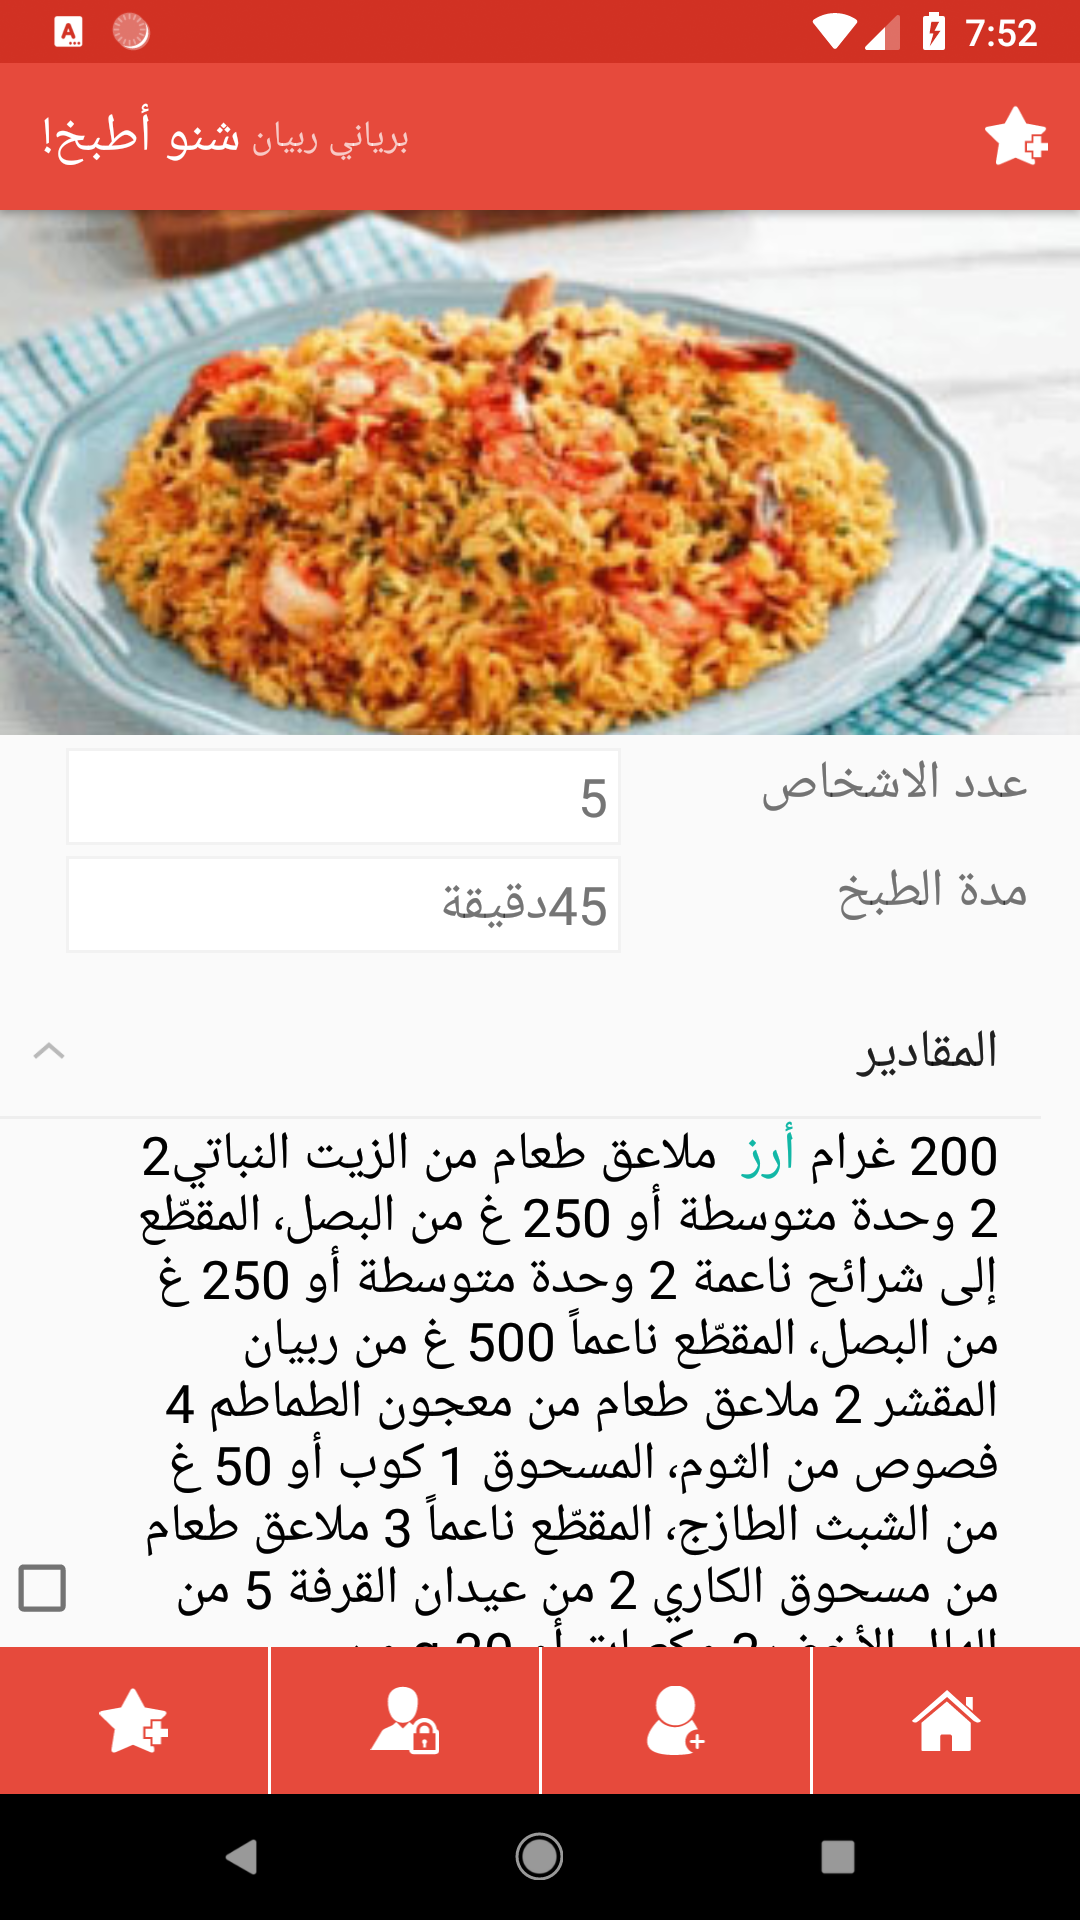 7:52
شنو أطبخ! برياني ربيان
عدد الاشخاص
5
مدة الطبخ
45دقيقة
المقادير
200 غرام أرز ملاعق طعام من الزيت النباتي2
2 وحدة متوسطة أو 250 غ من البصل، المقطّع
إلى شرائح ناعمة 2 وحدة متوسطة أو 250 غ
من البصل، المقطّع ناعماً 500 غ من ربيان
المقشر 2 ملاعق طعام من معجون الطماطم 4
فصوص من الثوم، المسحوق 1 كوب أو 50 غ
من الشبث الطازج، المقطّع ناعماً 3 ملاعق طعام
من مسحوق الكاري 2 من عيدان القرفة 5 من